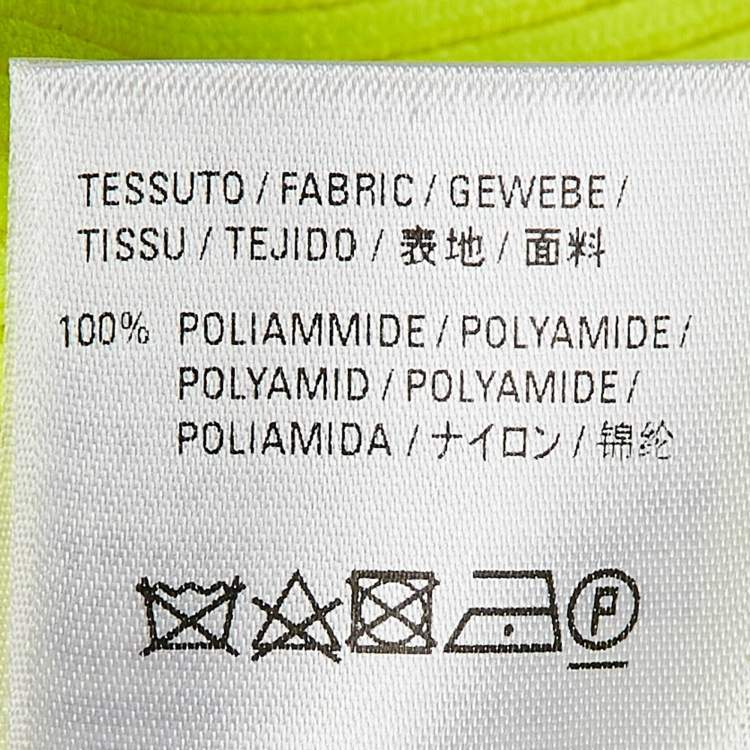 TESSUTO / FABRIC / GEWEBE /
TISSU / TEJIDO / 表地 / 面料
100% POLIAMMIDE / POLYAMIDE /
POLYAMID / POLYAMIDE /
POLIAMIDA / ナイロン / 锦纶
P